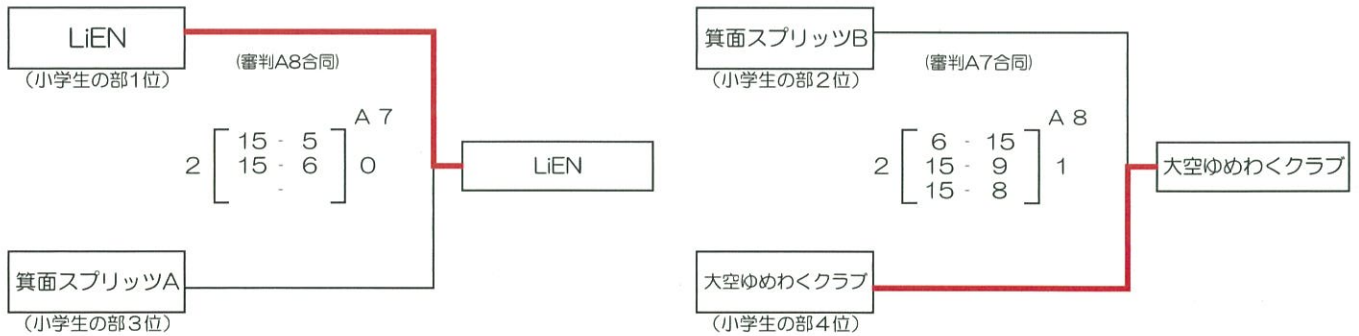 LiEN
(小学生の部1位)
(審判A8合同)
A 7
2 [ 15 - 5 ] 0
15 - 6
-
LiEN
箕面スプリッツA
(小学生の部3位)
箕面スプリッツB
(小学生の部2位)
(審判A7合同)
A 8
6 - 15
2 [ 15 - 9 ] 1
15 - 8
大空ゆめわくクラブ
大空ゆめわくクラブ
(小学生の部4位)